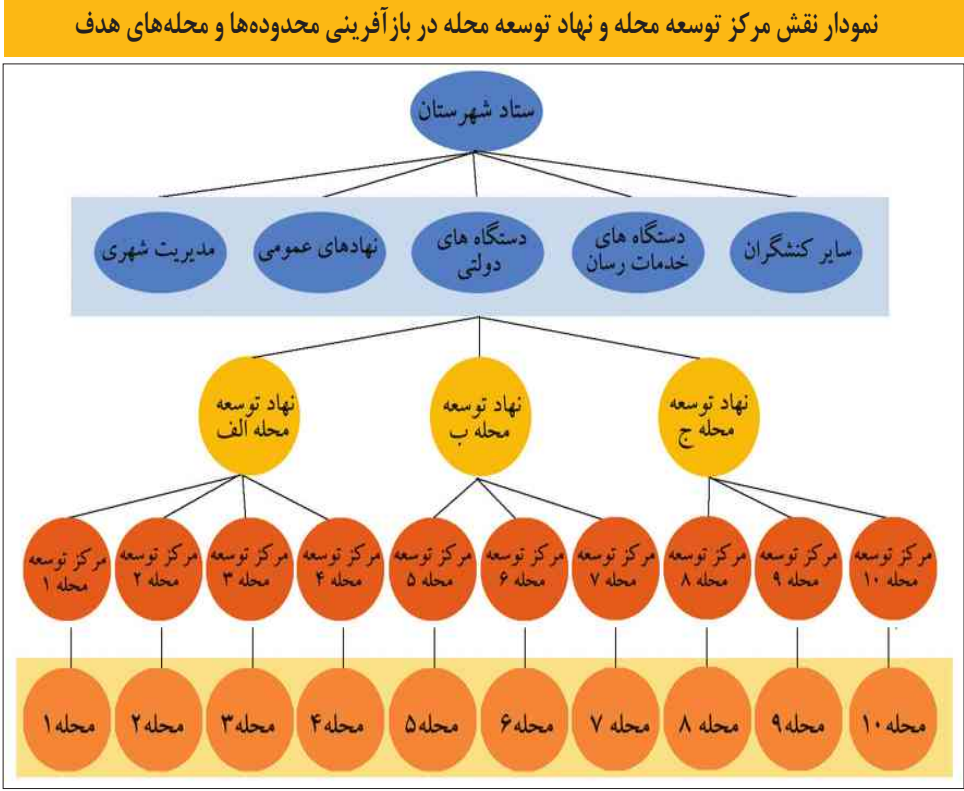 نمودار نقش مرکز توسعه محله و نهاد توسعه محله در بازآفرینی محدوده‌ها و محله‌های هدف
ستاد شهرستان
سایر کنشگران
دستگاه های
خدمات رسان
دستگاه های
دولتی
نهادهای عمومی
مدیریت شهری
نهاد توسعه
محله ج
نهاد توسعه
محله ب
نهاد توسعه
محله الف
مرکز توسعه
محله ۱۰
مرکز توسعه
محله ۹
مرکز توسعه
محله ۸
مرکز توسعه
محله ۷
مرکز توسعه
محله ۶
مرکز توسعه
محله ۵
مرکز توسعه
محله ۴
مرکز توسعه
محله ۳
مرکز توسعه
محله ۲
مرکز توسعه
محله ۱
محله ۱۰
محله ۹
محله ۸
محله ۷
محله ۶
محله ۵
محله ۴
محله ۳
محله ۲
محله ۱